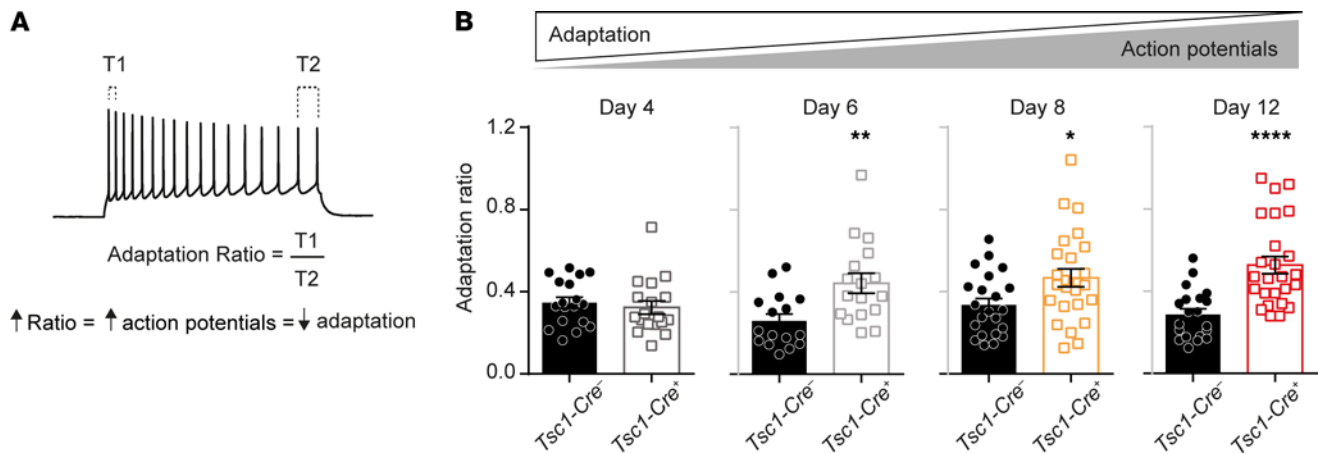 A
T1
T2
Adaptation Ratio = T1
T2
↑ Ratio = ↑ action potentials = ↓ adaptation
B
Adaptation
Action potentials
Day 4
Day 6
Day 8
Day 12
1.2
0.8
0.4
0.0
Adaptation ratio
**
*
****
Tsc1-Cre⁻
Tsc1-Cre⁺
Tsc1-Cre⁻
Tsc1-Cre⁺
Tsc1-Cre⁻
Tsc1-Cre⁺
Tsc1-Cre⁻
Tsc1-Cre⁺